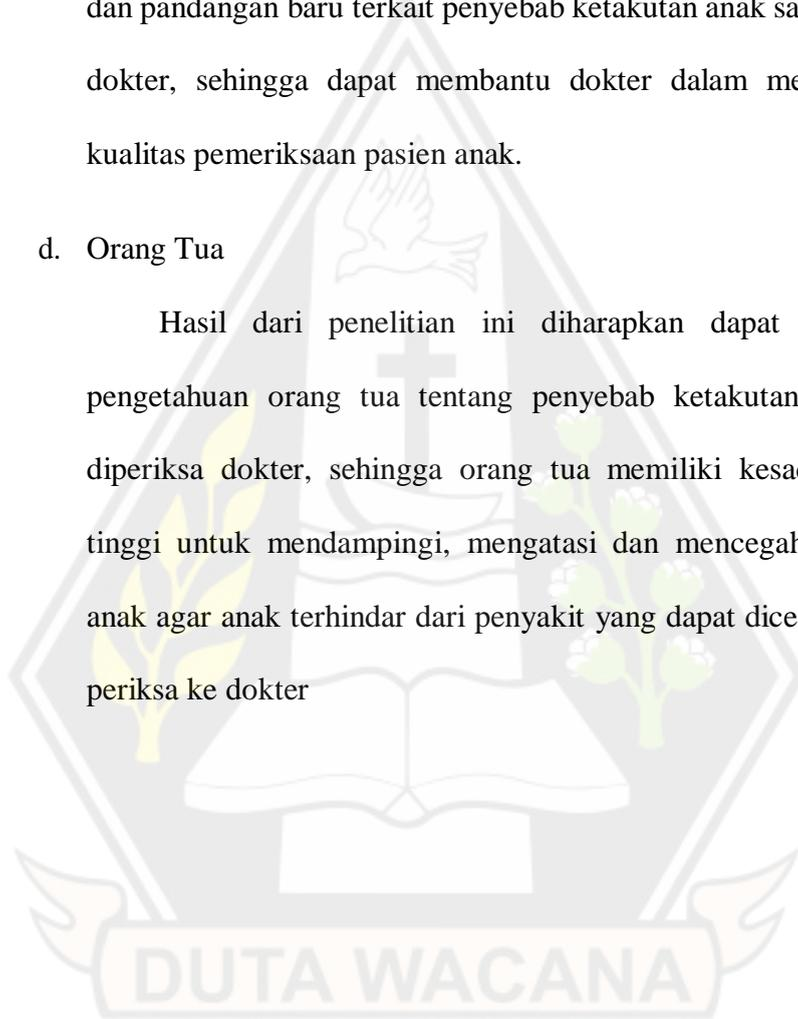 dan pandangan baru terkait penyebab ketakutan anak sa
dokter, sehingga dapat membantu dokter dalam me
kualitas pemeriksaan pasien anak.
d. Orang Tua
Hasil dari penelitian ini diharapkan dapat
pengetahuan orang tua tentang penyebab ketakutan
diperiksa dokter, sehingga orang tua memiliki kesa
tinggi untuk mendampingi, mengatasi dan mencegah
anak agar anak terhindar dari penyakit yang dapat dice
periksa ke dokter
DUTA WACANA